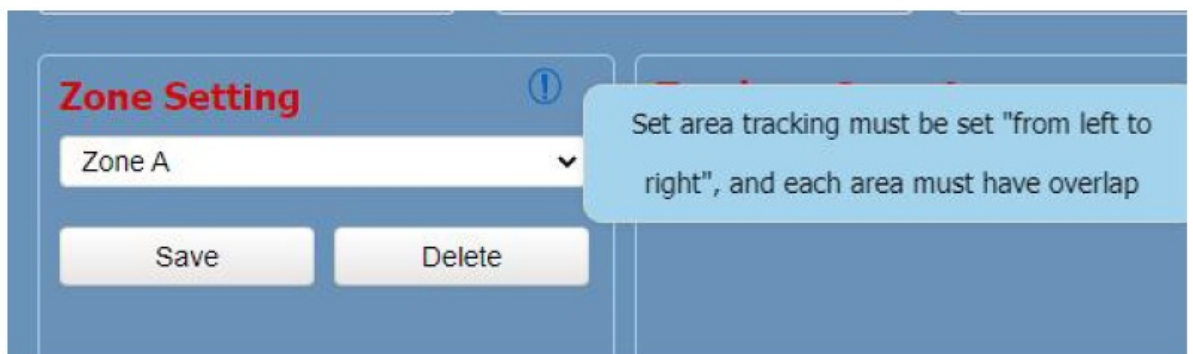 Zone Setting
Set area tracking must be set "from left to
Zone A
right", and each area must have overlap
Save
Delete